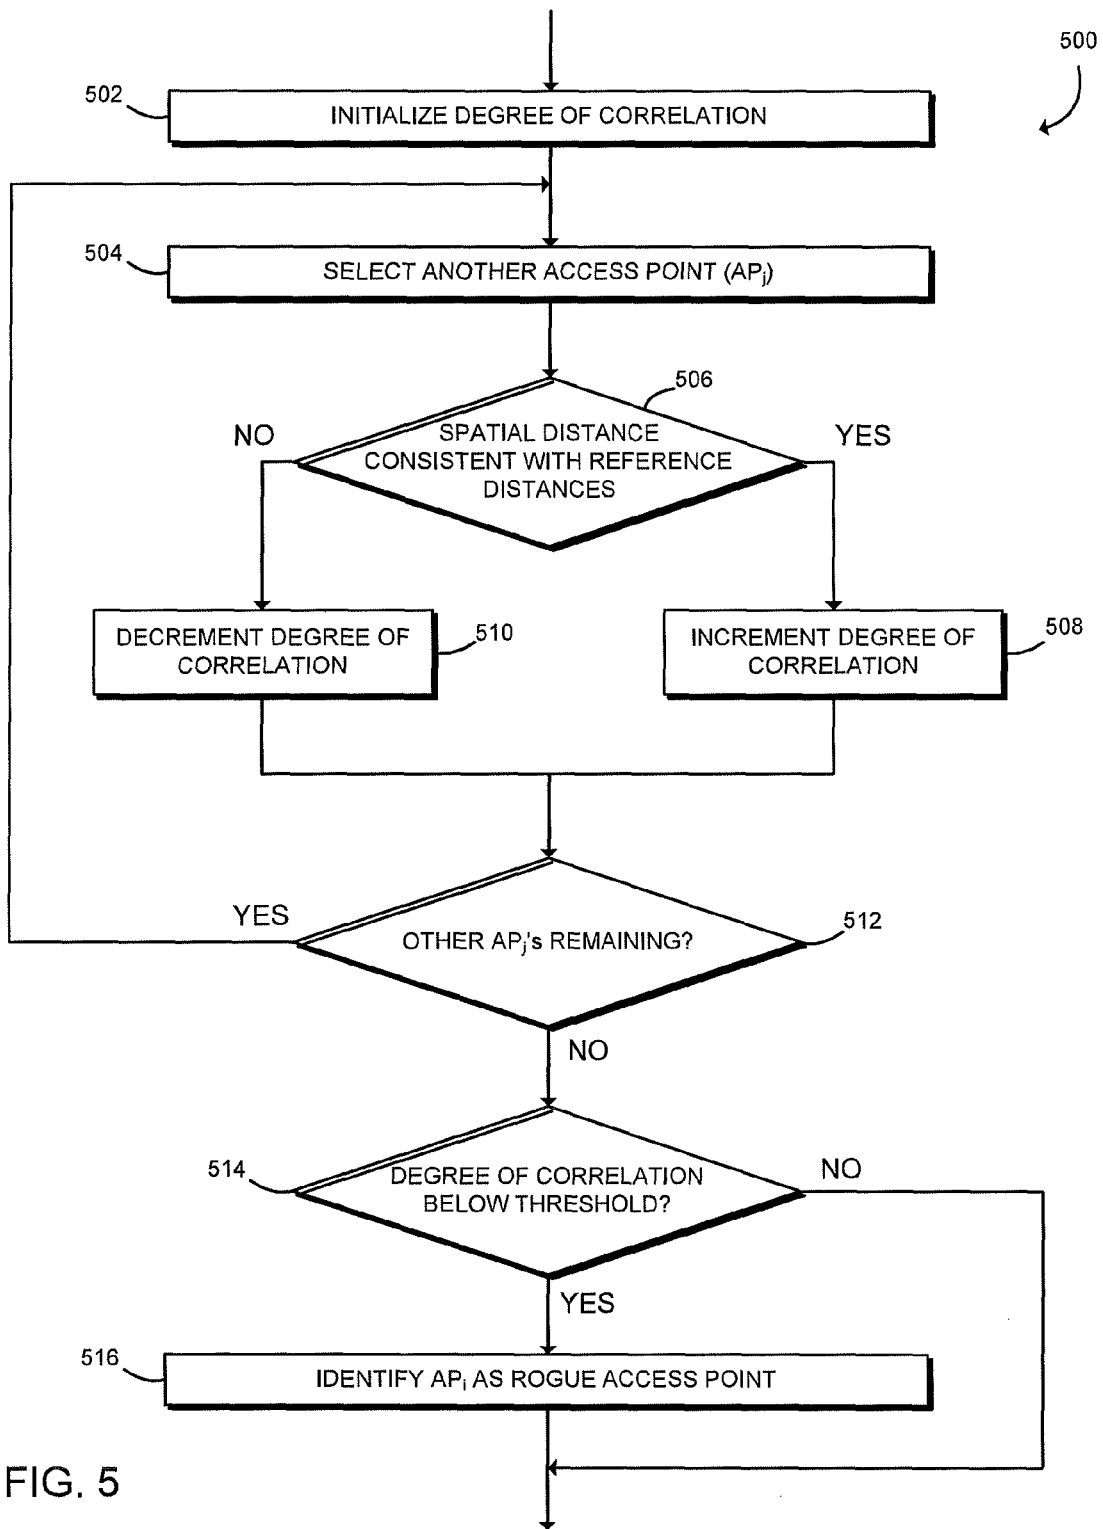 500
502
INITIALIZE DEGREE OF CORRELATION
504
SELECT ANOTHER ACCESS POINT (APj)
506
NO
SPATIAL DISTANCE
CONSISTENT WITH REFERENCE
DISTANCES
YES
DECREMENT DEGREE OF
CORRELATION
510
INCREMENT DEGREE OF
CORRELATION
508
YES
OTHER APj's REMAINING?
512
NO
514
DEGREE OF CORRELATION
BELOW THRESHOLD?
NO
YES
516
IDENTIFY APi AS ROGUE ACCESS POINT
FIG. 5